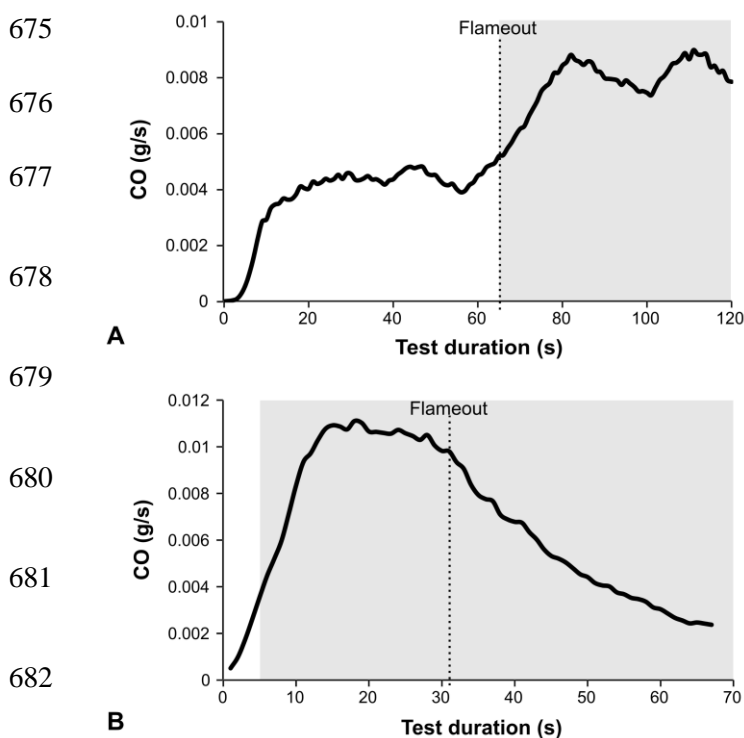 675
676
677
678
679
680
681
682
0.01
0.008
0.006
0.004
0.002
0
CO (g/s)
Flameout
0 20 40 60 80 100 120
Test duration (s)
A
0.012
0.01
0.008
0.006
0.004
0.002
0
CO (g/s)
Flameout
0 10 20 30 40 50 60 70
Test duration (s)
B